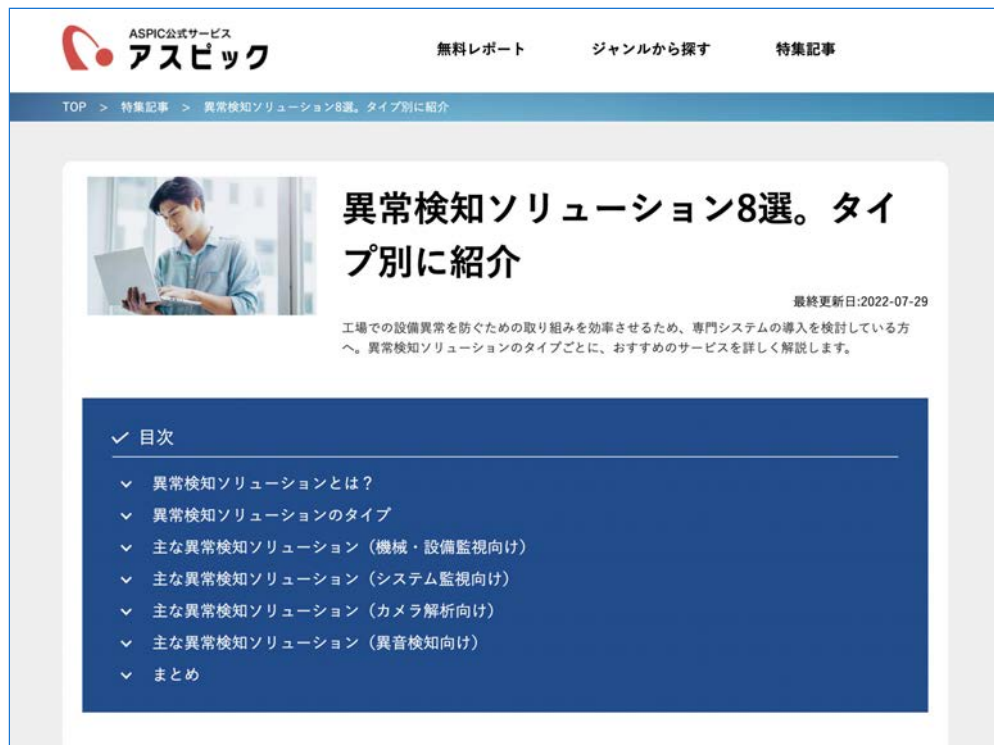 ASPIC公式サービス
アスピック
無料レポート
ジャンルから探す
特集記事
TOP > 特集記事 > 異常検知ソリューション8選。タイプ別に紹介
異常検知ソリューション8選。タイ
プ別に紹介
最終更新日:2022-07-29
工場での設備異常を防ぐための取り組みを効率させるため、専門システムの導入を検討している方
へ。異常検知ソリューションのタイプごとに、おすすめのサービスを詳しく解説します。
目次
異常検知ソリューションとは？
異常検知ソリューションのタイプ
主な異常検知ソリューション（機械・設備監視向け）
主な異常検知ソリューション（システム監視向け）
主な異常検知ソリューション（カメラ解析向け）
主な異常検知ソリューション（異音検知向け）
まとめ